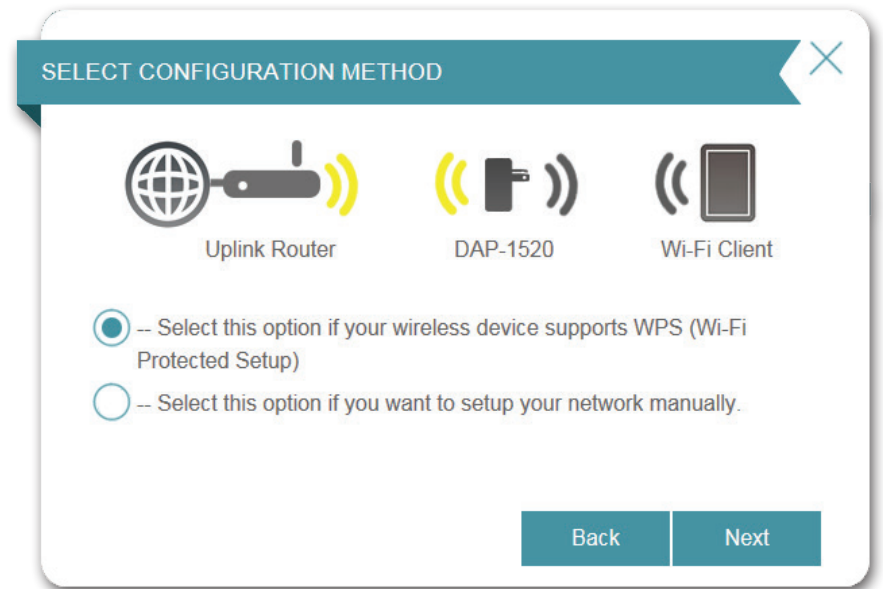 SELECT CONFIGURATION METHOD
Uplink Router
DAP-1520
Wi-Fi Client
-- Select this option if your wireless device supports WPS (Wi-Fi
Protected Setup)
-- Select this option if you want to setup your network manually.
Back
Next